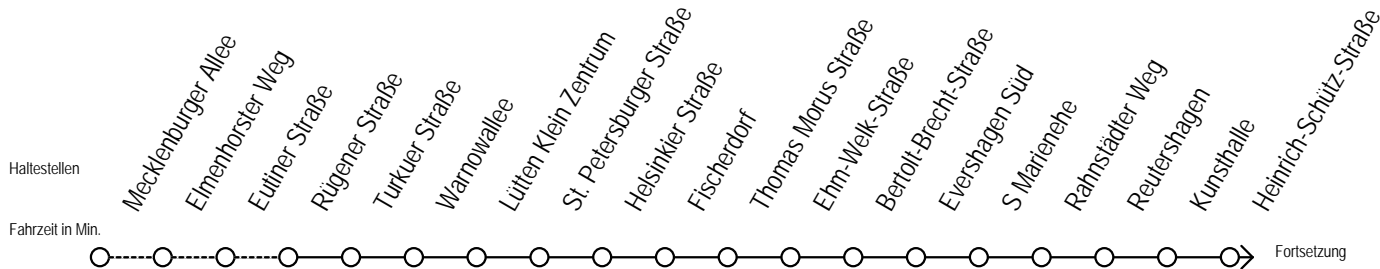 Mecklenburger Allee
Elmenhorster Weg
Eutiner Straße
Rügener Straße
Turkuer Straße
Warnowallee
Lütten Klein Zentrum
St. Petersburger Straße
Helsinkier Straße
Fischerdorf
Thomas Morus Straße
Ehm-Welk-Straße
Bertolt-Brecht-Straße
Evershagen Süd
S Marienehe
Rahnstädter Weg
Reutershagen
Kunsthalle
Heinrich-Schütz-Straße
Haltestellen
Fahrzeit in Min.
Fortsetzung